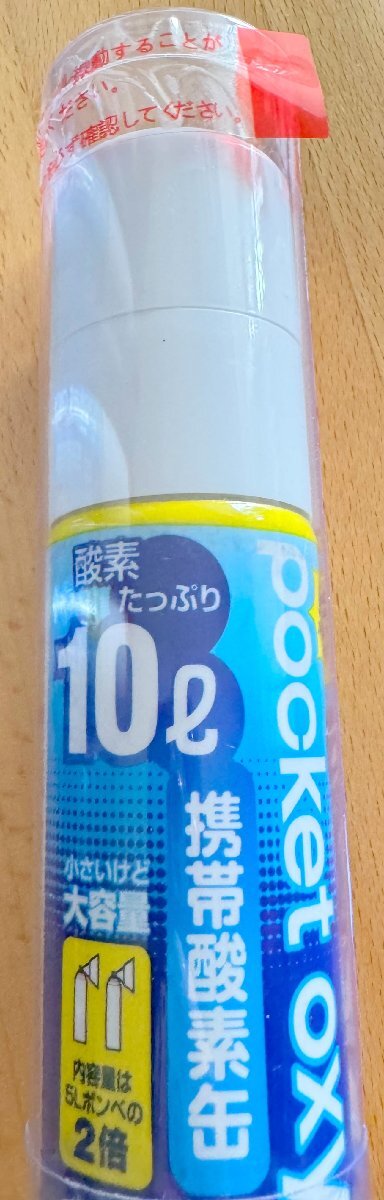 動することが
ください。
ず確認してください。
酸素
たっぷり
10ℓ
小さいけど
大容量
携帯酸素缶
pocket oxy
内容量は
5Lボンベの
2倍